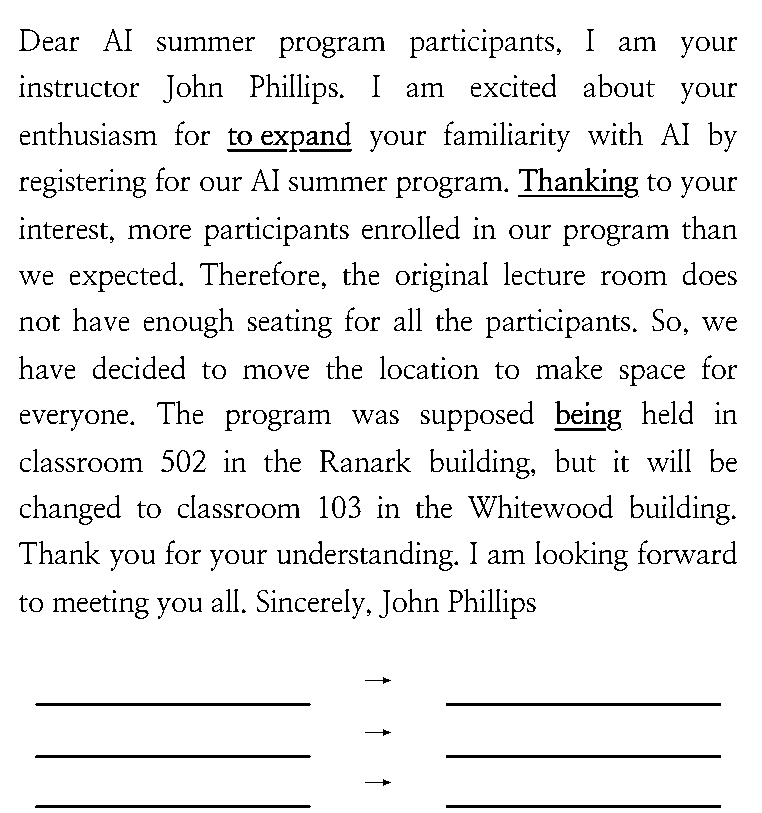 Dear AI summer program participants, I am your
instructor John Phillips. I am excited about your
enthusiasm for to expand your familiarity with AI by
registering for our AI summer program. Thanking to your
interest, more participants enrolled in our program than
we expected. Therefore, the original lecture room does
not have enough seating for all the participants. So, we
have decided to move the location to make space for
everyone. The program was supposed being held in
classroom 502 in the Ranark building, but it will be
changed to classroom 103 in the Whitewood building.
Thank you for your understanding. I am looking forward
to meeting you all. Sincerely, John Phillips
→
→
→